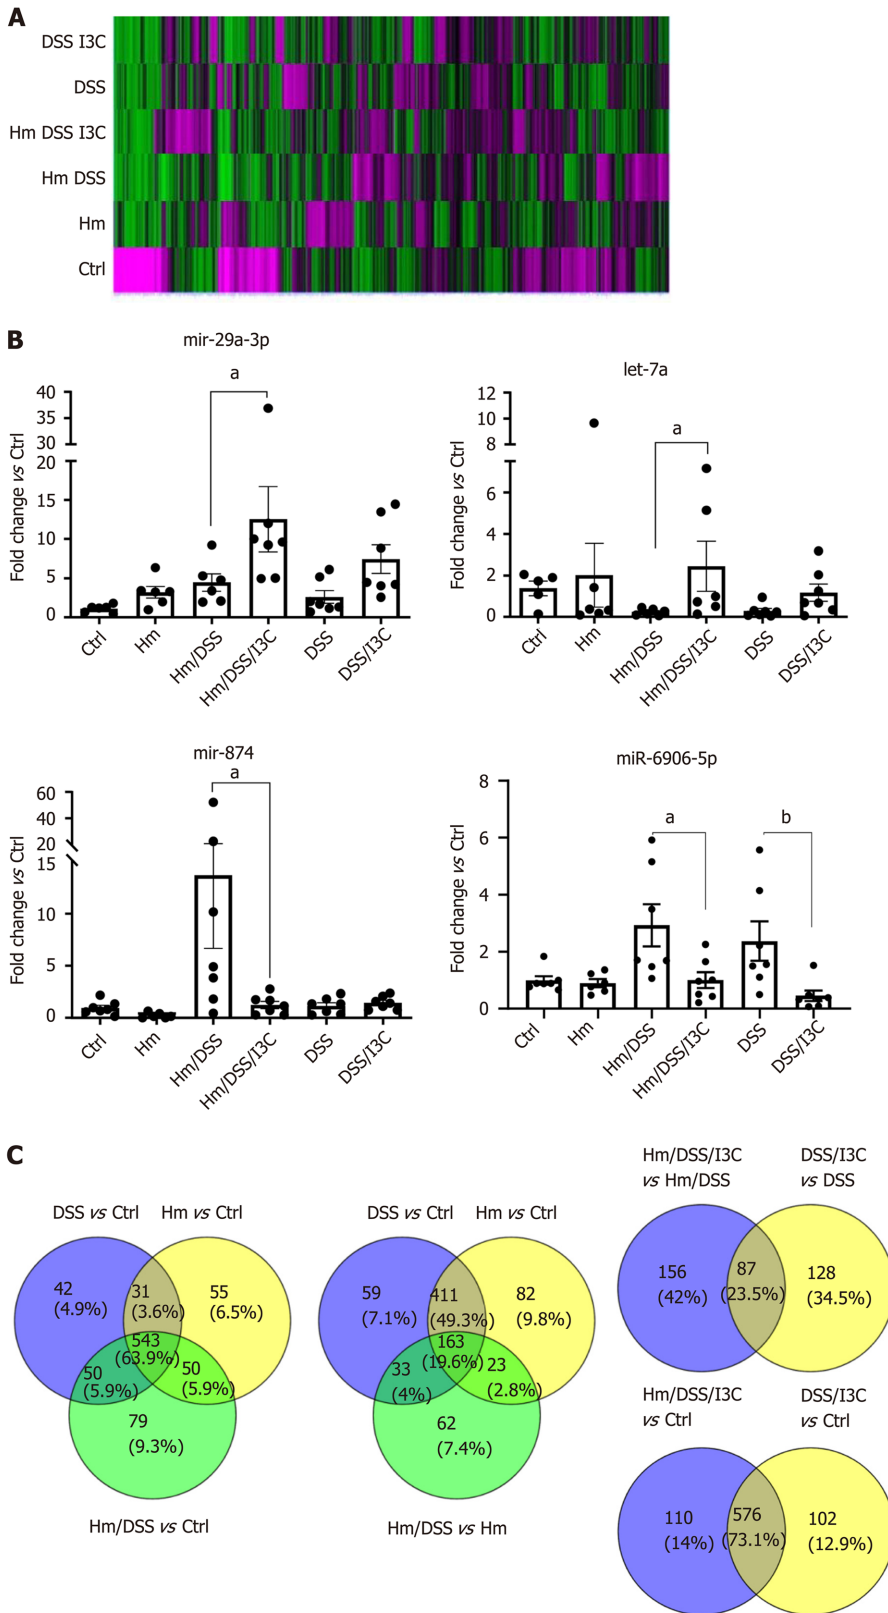 A
DSS I3C
DSS
Hm DSS I3C
Hm DSS
Hm
Ctrl
B
mir-29a-3p
a
Fold change vs Ctrl
40
35
30
20
15
10
5
0
Ctrl
Hm
Hm/DSS
Hm/DSS/I3C
DSS
DSS/I3C
let-7a
a
Fold change vs Ctrl
12
10
8
6
4
2
0
Ctrl
Hm
Hm/DSS
Hm/DSS/I3C
DSS
DSS/I3C
mir-874
a
Fold change vs Ctrl
60
40
20
15
10
5
0
Ctrl
Hm
Hm/DSS
Hm/DSS/I3C
DSS
DSS/I3C
miR-6906-5p
a
b
Fold change vs Ctrl
8
6
4
2
0
Ctrl
Hm
Hm/DSS
Hm/DSS/I3C
DSS
DSS/I3C
C
DSS vs Ctrl
Hm vs Ctrl
42
(4.9%)
31
(3.6%)
55
(6.5%)
543
(63.9%)
50
(5.9%)
50
(5.9%)
79
(9.3%)
Hm/DSS vs Ctrl
DSS vs Ctrl
Hm vs Ctrl
59
(7.1%)
411
(49.3%)
82
(9.8%)
163
(19.6%)
33
(4%)
23
(2.8%)
62
(7.4%)
Hm/DSS vs Hm
Hm/DSS/I3C
vs Hm/DSS
DSS/I3C
vs DSS
156
(42%)
87
(23.5%)
128
(34.5%)
Hm/DSS/I3C
vs Ctrl
DSS/I3C
vs Ctrl
110
(14%)
576
(73.1%)
102
(12.9%)